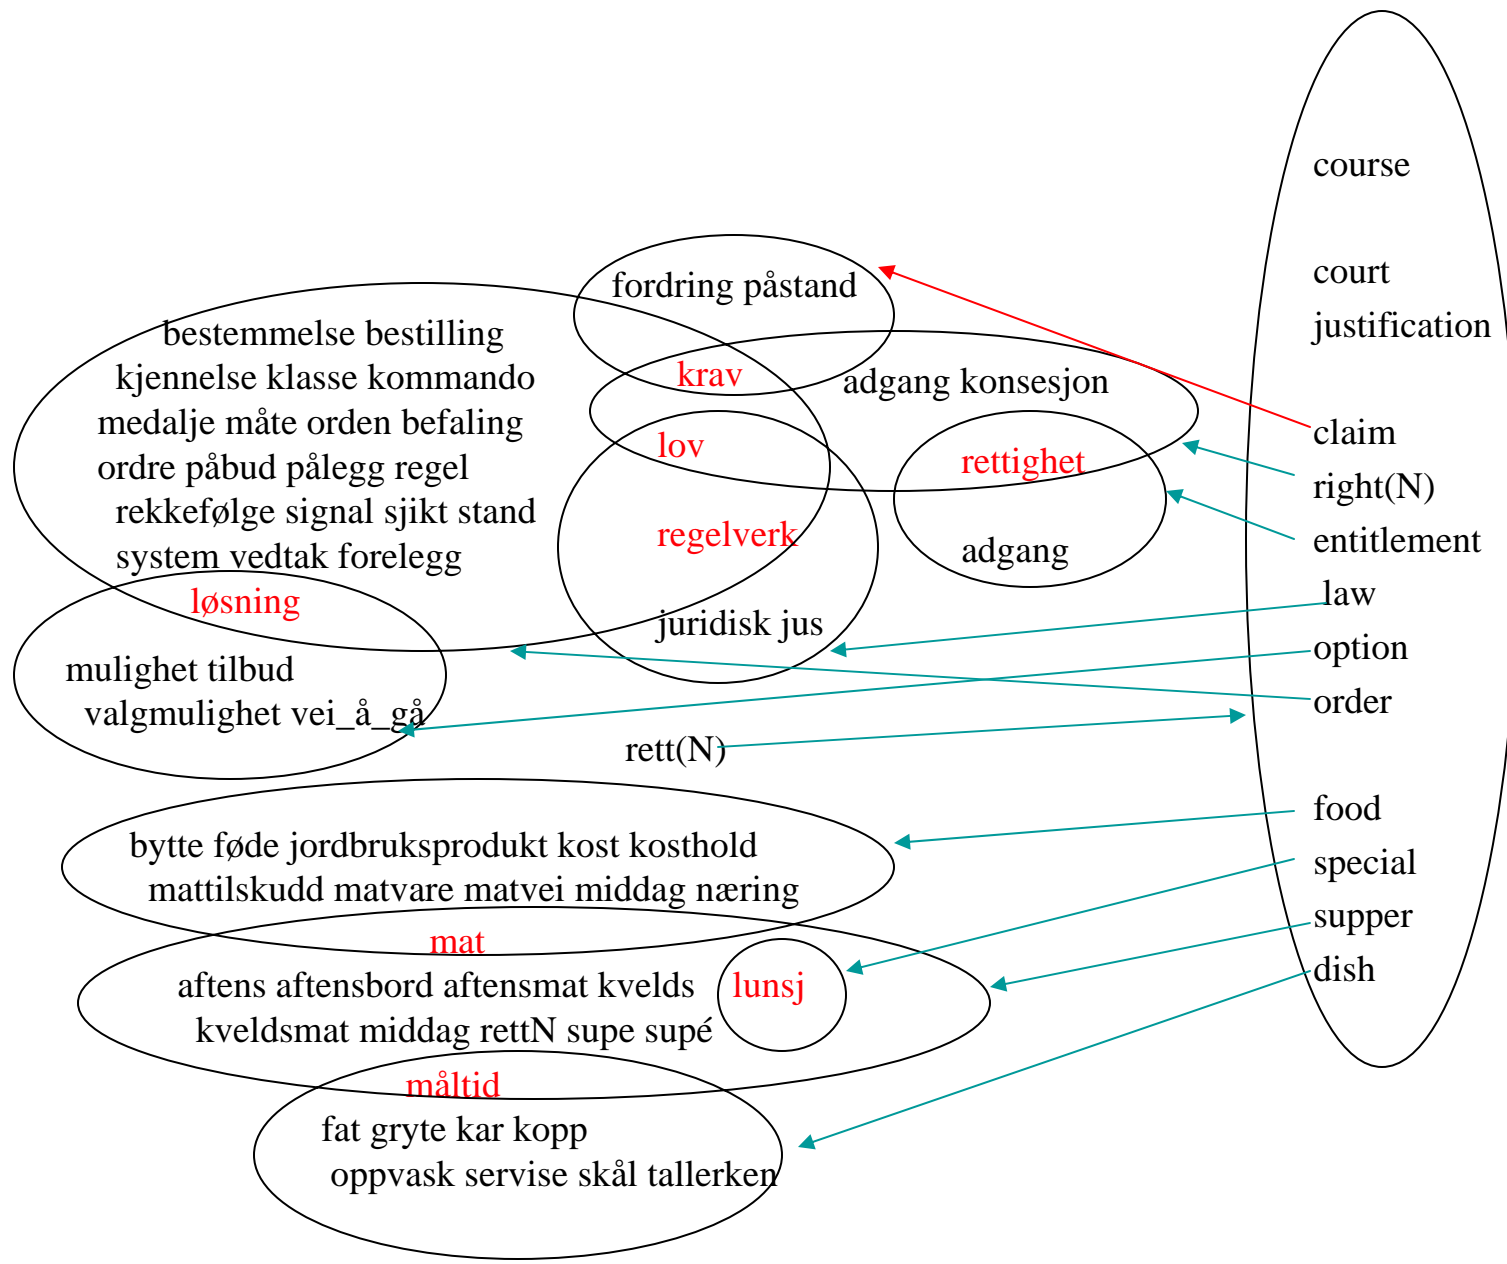 course
court
justification
claim
right(N)
entitlement
law
option
order
food
special
supper
dish
fordring påstand
krav
adgang konsesjon
lov
rettighet
regelverk
adgang
juridisk jus
bestemmelse bestilling
kjennelse klasse kommando
medalje måte orden befaling
ordre påbud pålegg regel
rekkefølge signal sjikt stand
system vedtak forelegg
løsning
mulighet tilbud
valgmulighet vei_å_gå
rett(N)
bytte føde jordbruksprodukt kost kosthold
mattilskudd matvare matvei middag næring
mat
aftens aftensbord aftensmat kvelds
kveldsmat middag rettN supe supé
lunsj
måltid
fat gryte kar kopp
oppvask servise skål tallerken